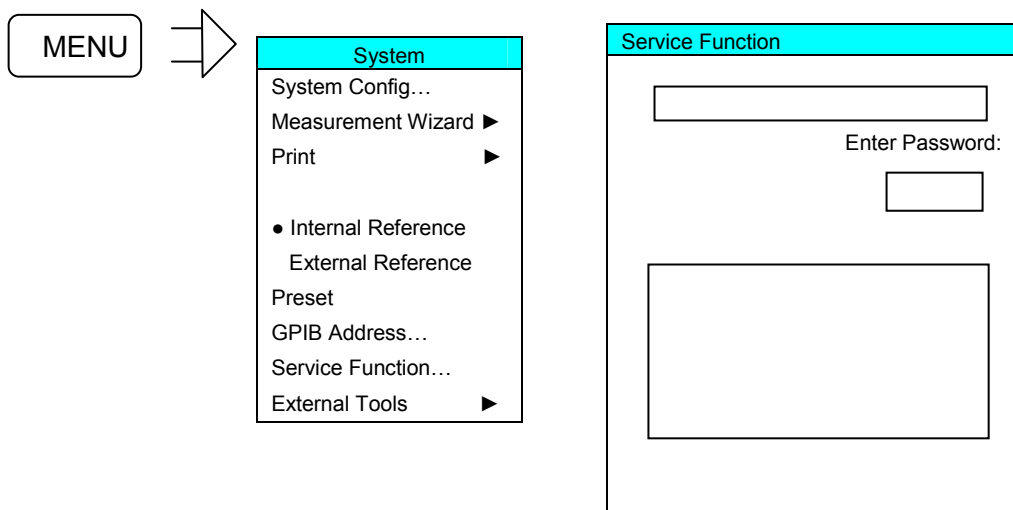 MENU
System
System Config…
Measurement Wizard ►
Print ►
● Internal Reference
External Reference
Preset
GPIB Address…
Service Function…
External Tools ►
Service Function
Enter Password: